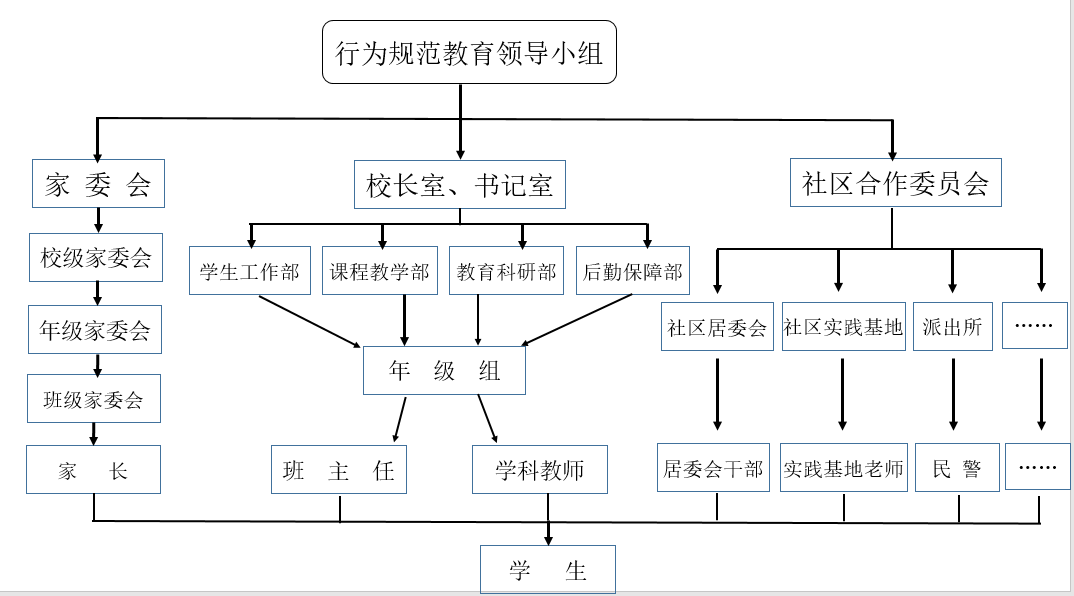 行为规范教育领导小组
家 委 会
校长室、书记室
社区合作委员会
校级家委会
学生工作部
课程教学部
教育科研部
后勤保障部
年级家委会
社区居委会
社区实践基地
派出所
……
年 级 组
班级家委会
家 长
班 主 任
学科教师
居委会干部
实践基地老师
民 警
……
学 生